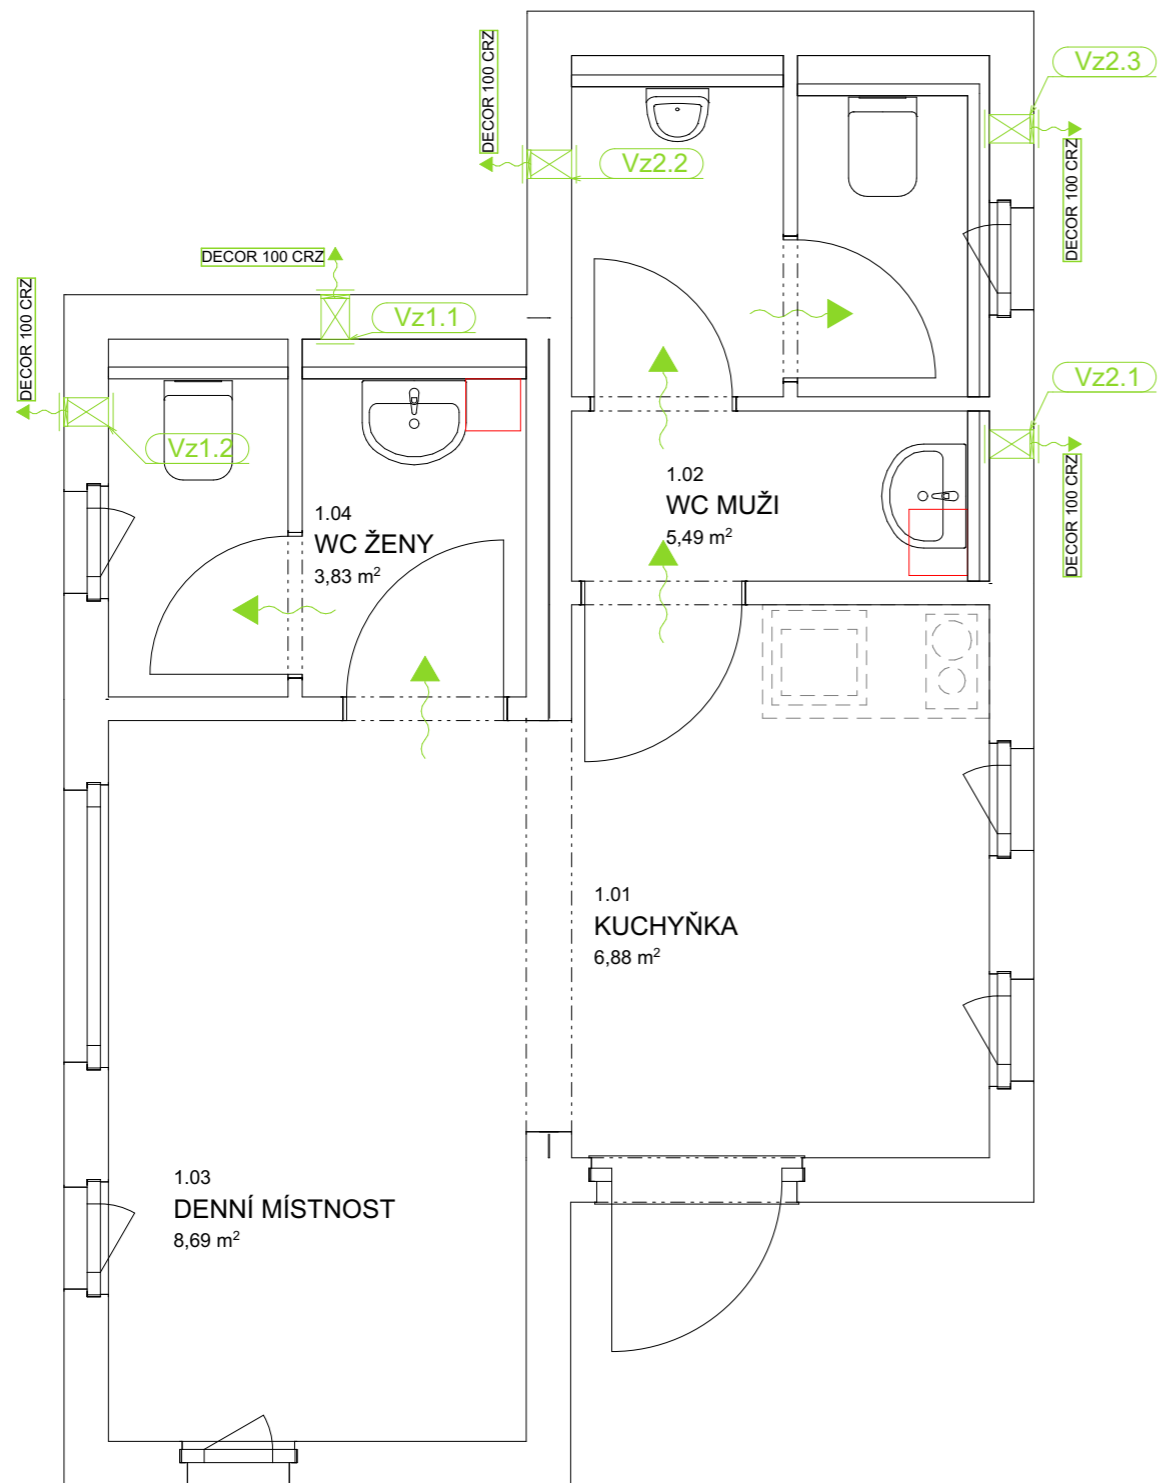 DECOR 100 CRZ
Vz2.3
Vz2.2
DECOR 100 CRZ
DECOR 100 CRZ
DECOR 100 CRZ
Vz1.1
Vz1.2
Vz2.1
DECOR 100 CRZ
1.02
WC MUŽI
5,49 m²
1.04
WC ŽENY
3,83 m²
1.01
KUCHYŇKA
6,88 m²
1.03
DENNÍ MÍSTNOST
8,69 m²